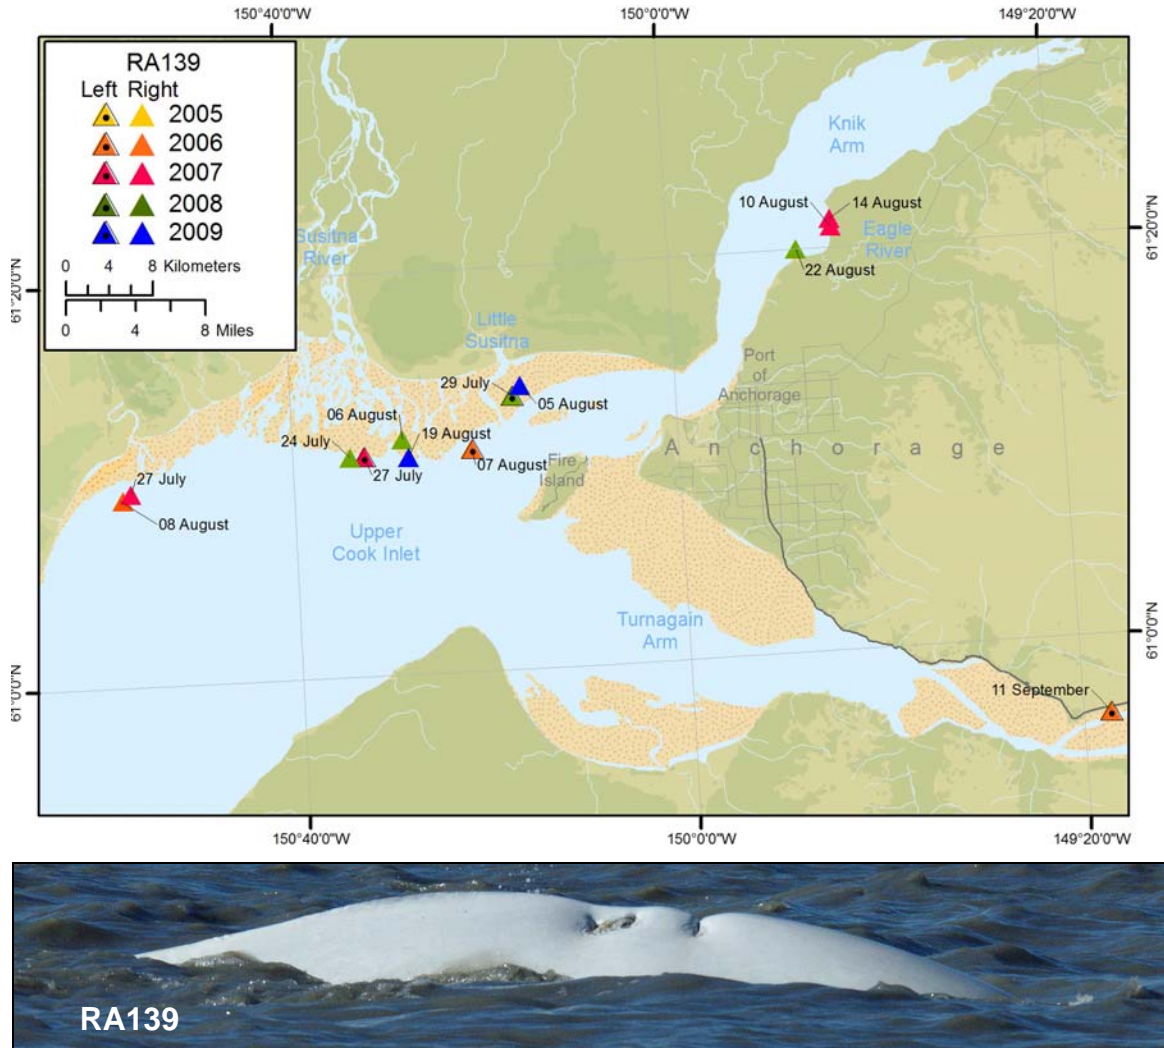 150°40'0"W
150°0'0"W
149°20'0"W
RA139
Left Right
2005
2006
2007
2008
2009
0 4 8 Kilometers
0 4 8 Miles
Knik
Arm
10 August
14 August
Eagle
River
22 August
61°20'0"N
61°20'0"N
Susitna
River
Little
Susitna
29 July
05 August
Port
of
Anchorage
06 August
24 July
19 August
27 July
07 August
Fire
Island
Anchorage
27 July
08 August
Upper
Cook Inlet
Turnagain
Arm
11 September
61°0'0"N
61°0'0"N
150°40'0"W
150°0'0"W
149°20'0"W
RA139